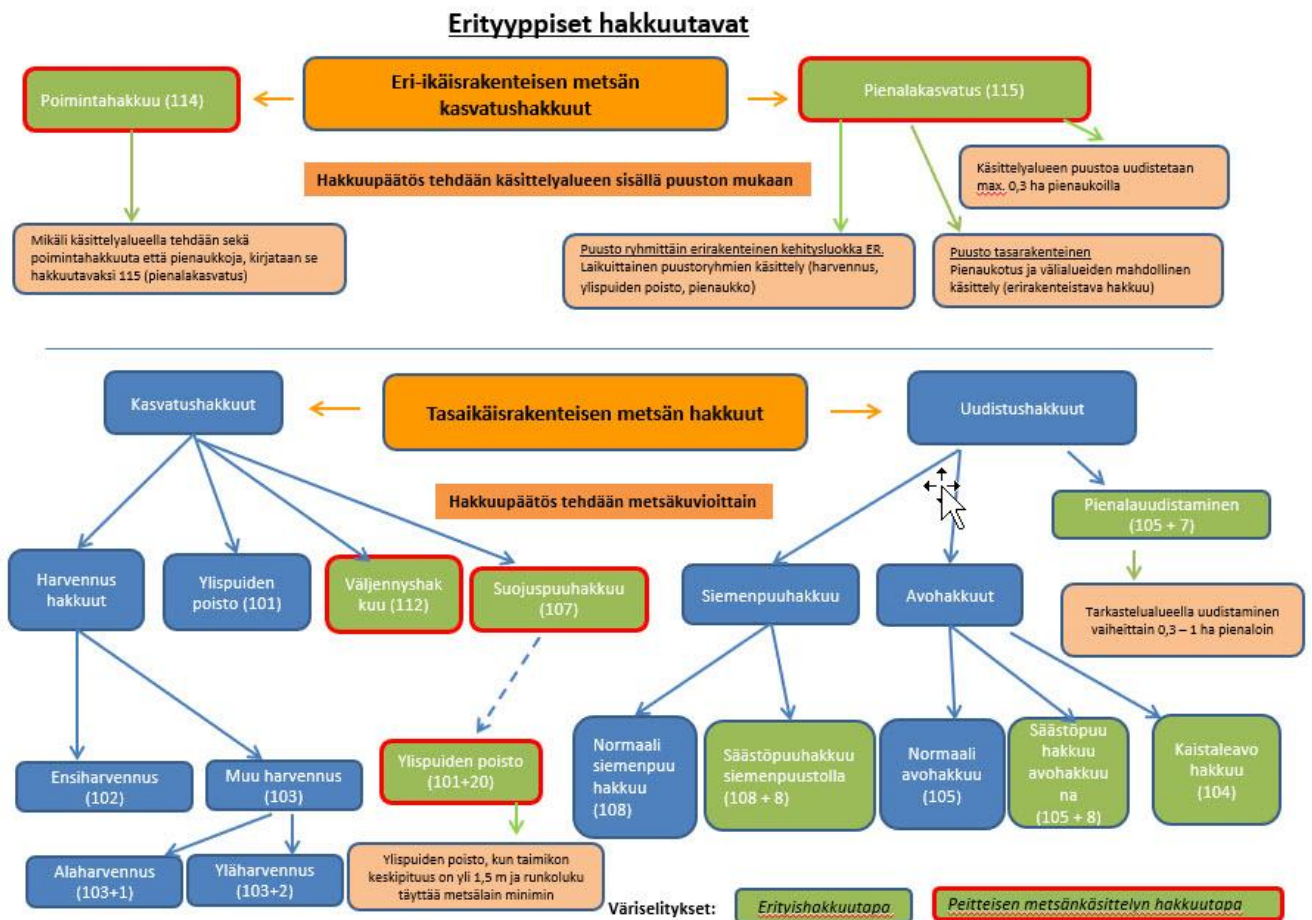 Erityyppiset hakkuutavat
Poimintahakkuu (114)
Eri-ikäisrakenteisen metsän
kasvatushakkuut
Pienalakasvatus (115)
Hakkuupäätös tehdään käsittelyalueen sisällä puuston mukaan
Käsittelyalueen puustoa uudistetaan
max. 0,3 ha pienaukoilla
Mikäli käsittelyalueella tehdään sekä
poimintahakkuuta että pienaukkoja, kirjataan se
hakkuutavaksi 115 (pienalakasvatus)
Puusto ryhmittäin erirakenteinen kehitysluokka ER.
Laikuittainen puustoryhmien käsittely (harvennus,
ylispuiden poisto, pienaukko)
Puusto tasarakenteinen
Pienaukotus ja välialueiden mahdollinen
käsittely (erirakenteistava hakkuu)
Kasvatushakkuut
Tasaikäisrakenteisen metsän hakkuut
Uudistushakkuut
Hakkuupäätös tehdään metsäkuvioittain
Pienalauudistaminen
(105 + 7)
Harvennus
hakkuut
Ylispuiden
poisto (101)
Väljennyshak
kuu (112)
Suojuspuuhakkuu
(107)
Siemenpuuhakkuu
Avohakkuut
Tarkastelualueella uudistaminen
vaiheittain 0,3 – 1 ha pienaloin
Ensiharvennus
(102)
Muu harvennus
(103)
Ylispuiden poisto
(101+20)
Normaali
siemenpuu
hakkuu
(108)
Säästöpuuhakkuu
siemenpuustolla
(108 + 8)
Normaali
avohakkuu
(105)
Säästöpuu
hakkuu
avohakkuu
na
(105 + 8)
Kaistaleavo
hakkuu
(104)
Alaharvennus
(103+1)
Yläharvennus
(103+2)
Ylispuiden poisto, kun taimikon
keskipituus on yli 1,5 m ja runkoluku
täyttää metsälain minimin
Väriselitykset:
Erityishakkuutapa
Peitteisen metsänkäsittelyn hakkuutapa